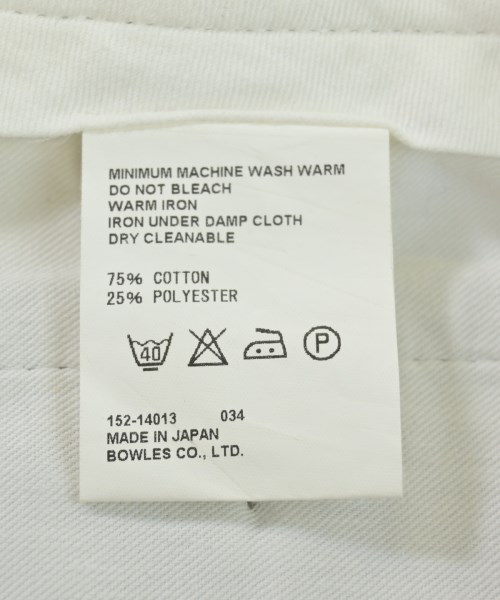 MINIMUM MACHINE WASH WARM
DO NOT BLEACH
WARM IRON
IRON UNDER DAMP CLOTH
DRY CLEANABLE
75% COTTON
25% POLYESTER
40 P
152-14013 034
MADE IN JAPAN
BOWLES CO., LTD.